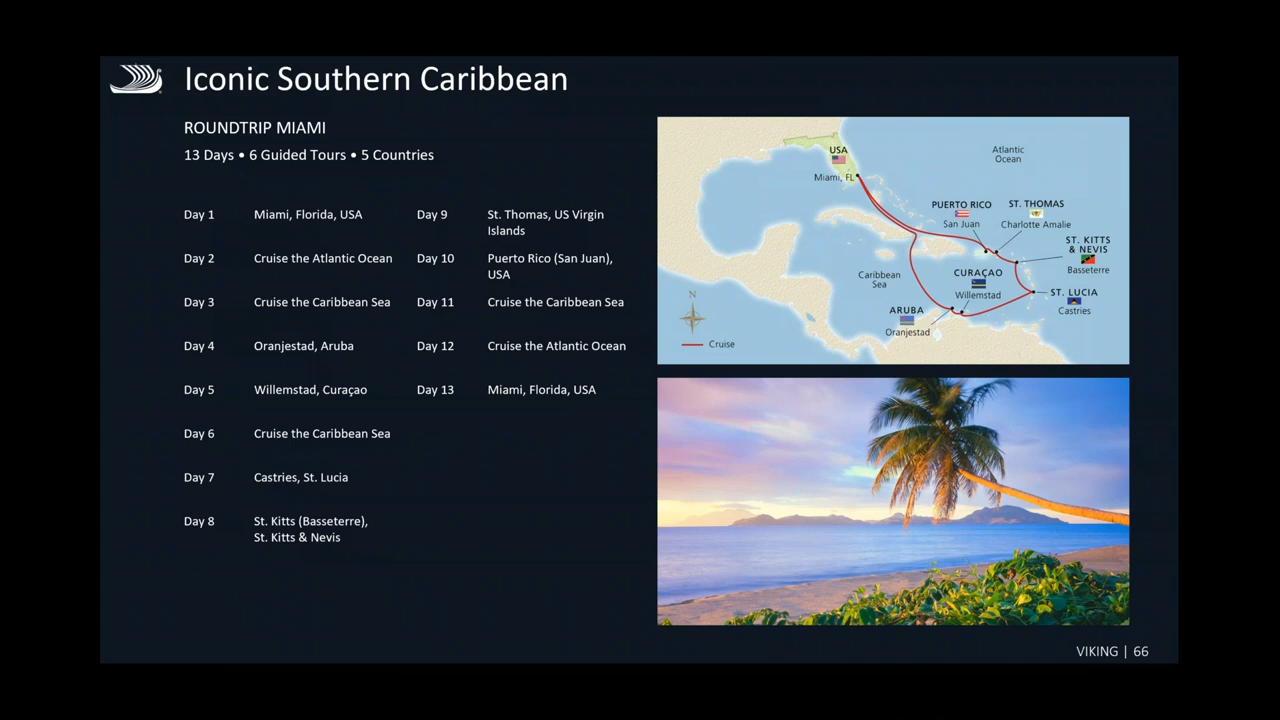 Iconic Southern Caribbean
ROUNDTRIP MIAMI
13 Days • 6 Guided Tours • 5 Countries
Day 1 Miami, Florida, USA
Day 2 Cruise the Atlantic Ocean
Day 3 Cruise the Caribbean Sea
Day 4 Oranjestad, Aruba
Day 5 Willemstad, Curaçao
Day 6 Cruise the Caribbean Sea
Day 7 Castries, St. Lucia
Day 8 St. Kitts (Basseterre),
St. Kitts & Nevis
Day 9 St. Thomas, US Virgin
Islands
Day 10 Puerto Rico (San Juan),
USA
Day 11 Cruise the Caribbean Sea
Day 12 Cruise the Atlantic Ocean
Day 13 Miami, Florida, USA
USA
Miami, FL
Atlantic
Ocean
PUERTO RICO
San Juan
ST. THOMAS
Charlotte Amalie
ST. KITTS
& NEVIS
Basseterre
Caribbean
Sea
CURAÇAO
Willemstad
ST. LUCIA
Castries
ARUBA
Oranjestad
N
Cruise
VIKING | 66